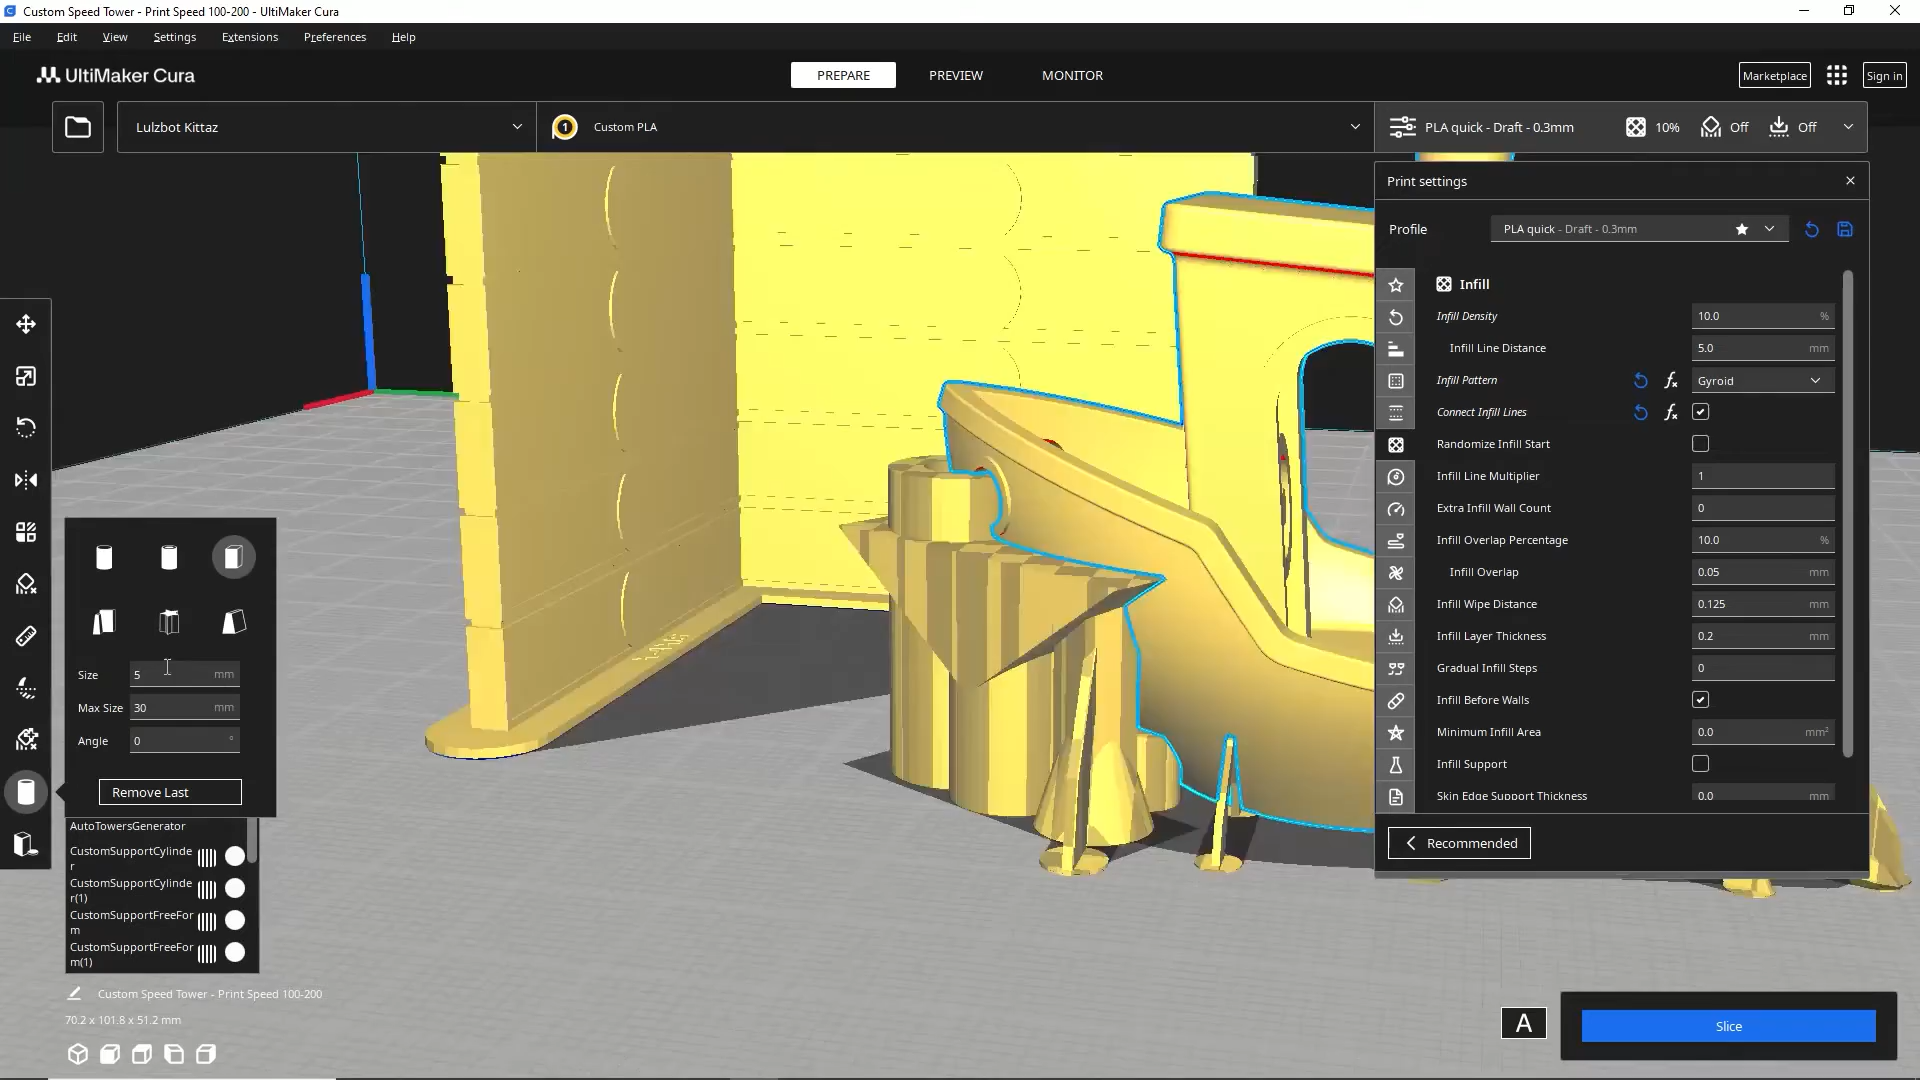 Custom Speed Tower - Print Speed 100-200 - UltiMaker Cura
File Edit View Settings Extensions Preferences Help
UltiMaker Cura
PREPARE PREVIEW MONITOR
Marketplace Sign in
Lulzbot Kittaz
1 Custom PLA
PLA quick - Draft - 0.3mm 10% Off Off
Print settings
Profile PLA quick - Draft - 0.3mm
Infill
Infill Density 10.0 %
Infill Line Distance 5.0 mm
Infill Pattern Gyroid
Connect Infill Lines
Randomize Infill Start
Infill Line Multiplier 1
Extra Infill Wall Count 0
Infill Overlap Percentage 10.0 %
Infill Overlap 0.05 mm
Infill Wipe Distance 0.125 mm
Infill Layer Thickness 0.2 mm
Gradual Infill Steps 0
Infill Before Walls
Minimum Infill Area 0.0 mm²
Infill Support
Skin Edge Support Thickness 0.0 mm
Recommended
Size 5 mm
Max Size 30 mm
Angle 0 °
Remove Last
AutoTowersGenerator
CustomSupportCylinde
r
CustomSupportCylinde
r(1)
CustomSupportFreeFor
m
CustomSupportFreeFor
m(1)
Custom Speed Tower - Print Speed 100-200
70.2 x 101.8 x 51.2 mm
A
Slice